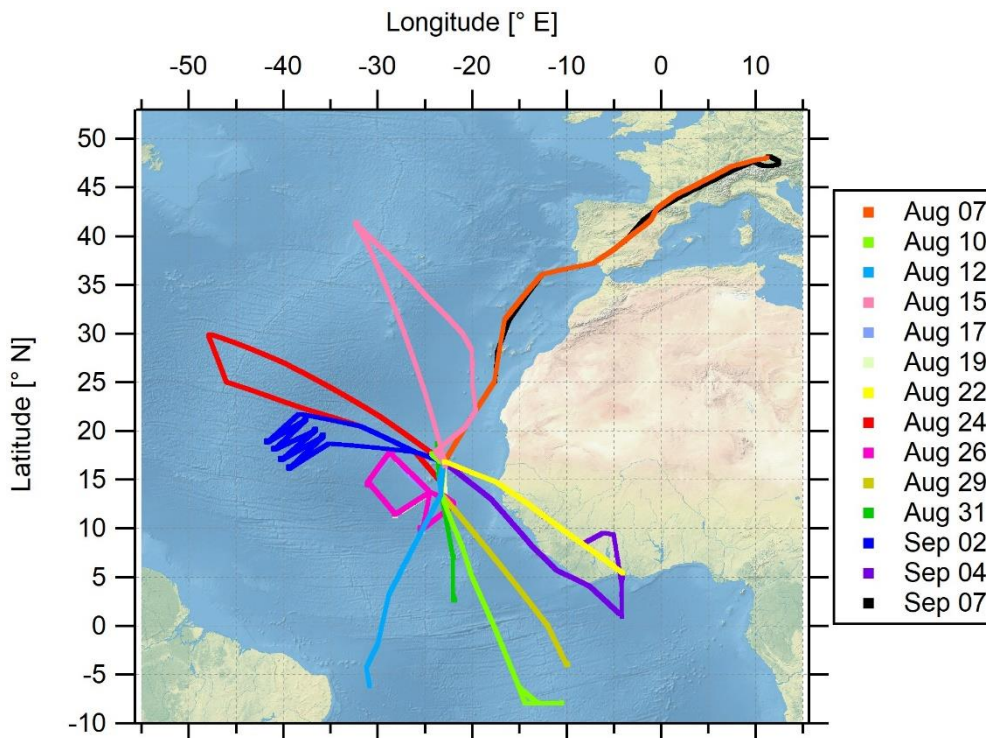 Longitude [° E]
-50 -40 -30 -20 -10 0 10
50
45
40
35
30
25
20
15
10
5
0
-5
-10
Latitude [° N]
Aug 07
Aug 10
Aug 12
Aug 15
Aug 17
Aug 19
Aug 22
Aug 24
Aug 26
Aug 29
Aug 31
Sep 02
Sep 04
Sep 07